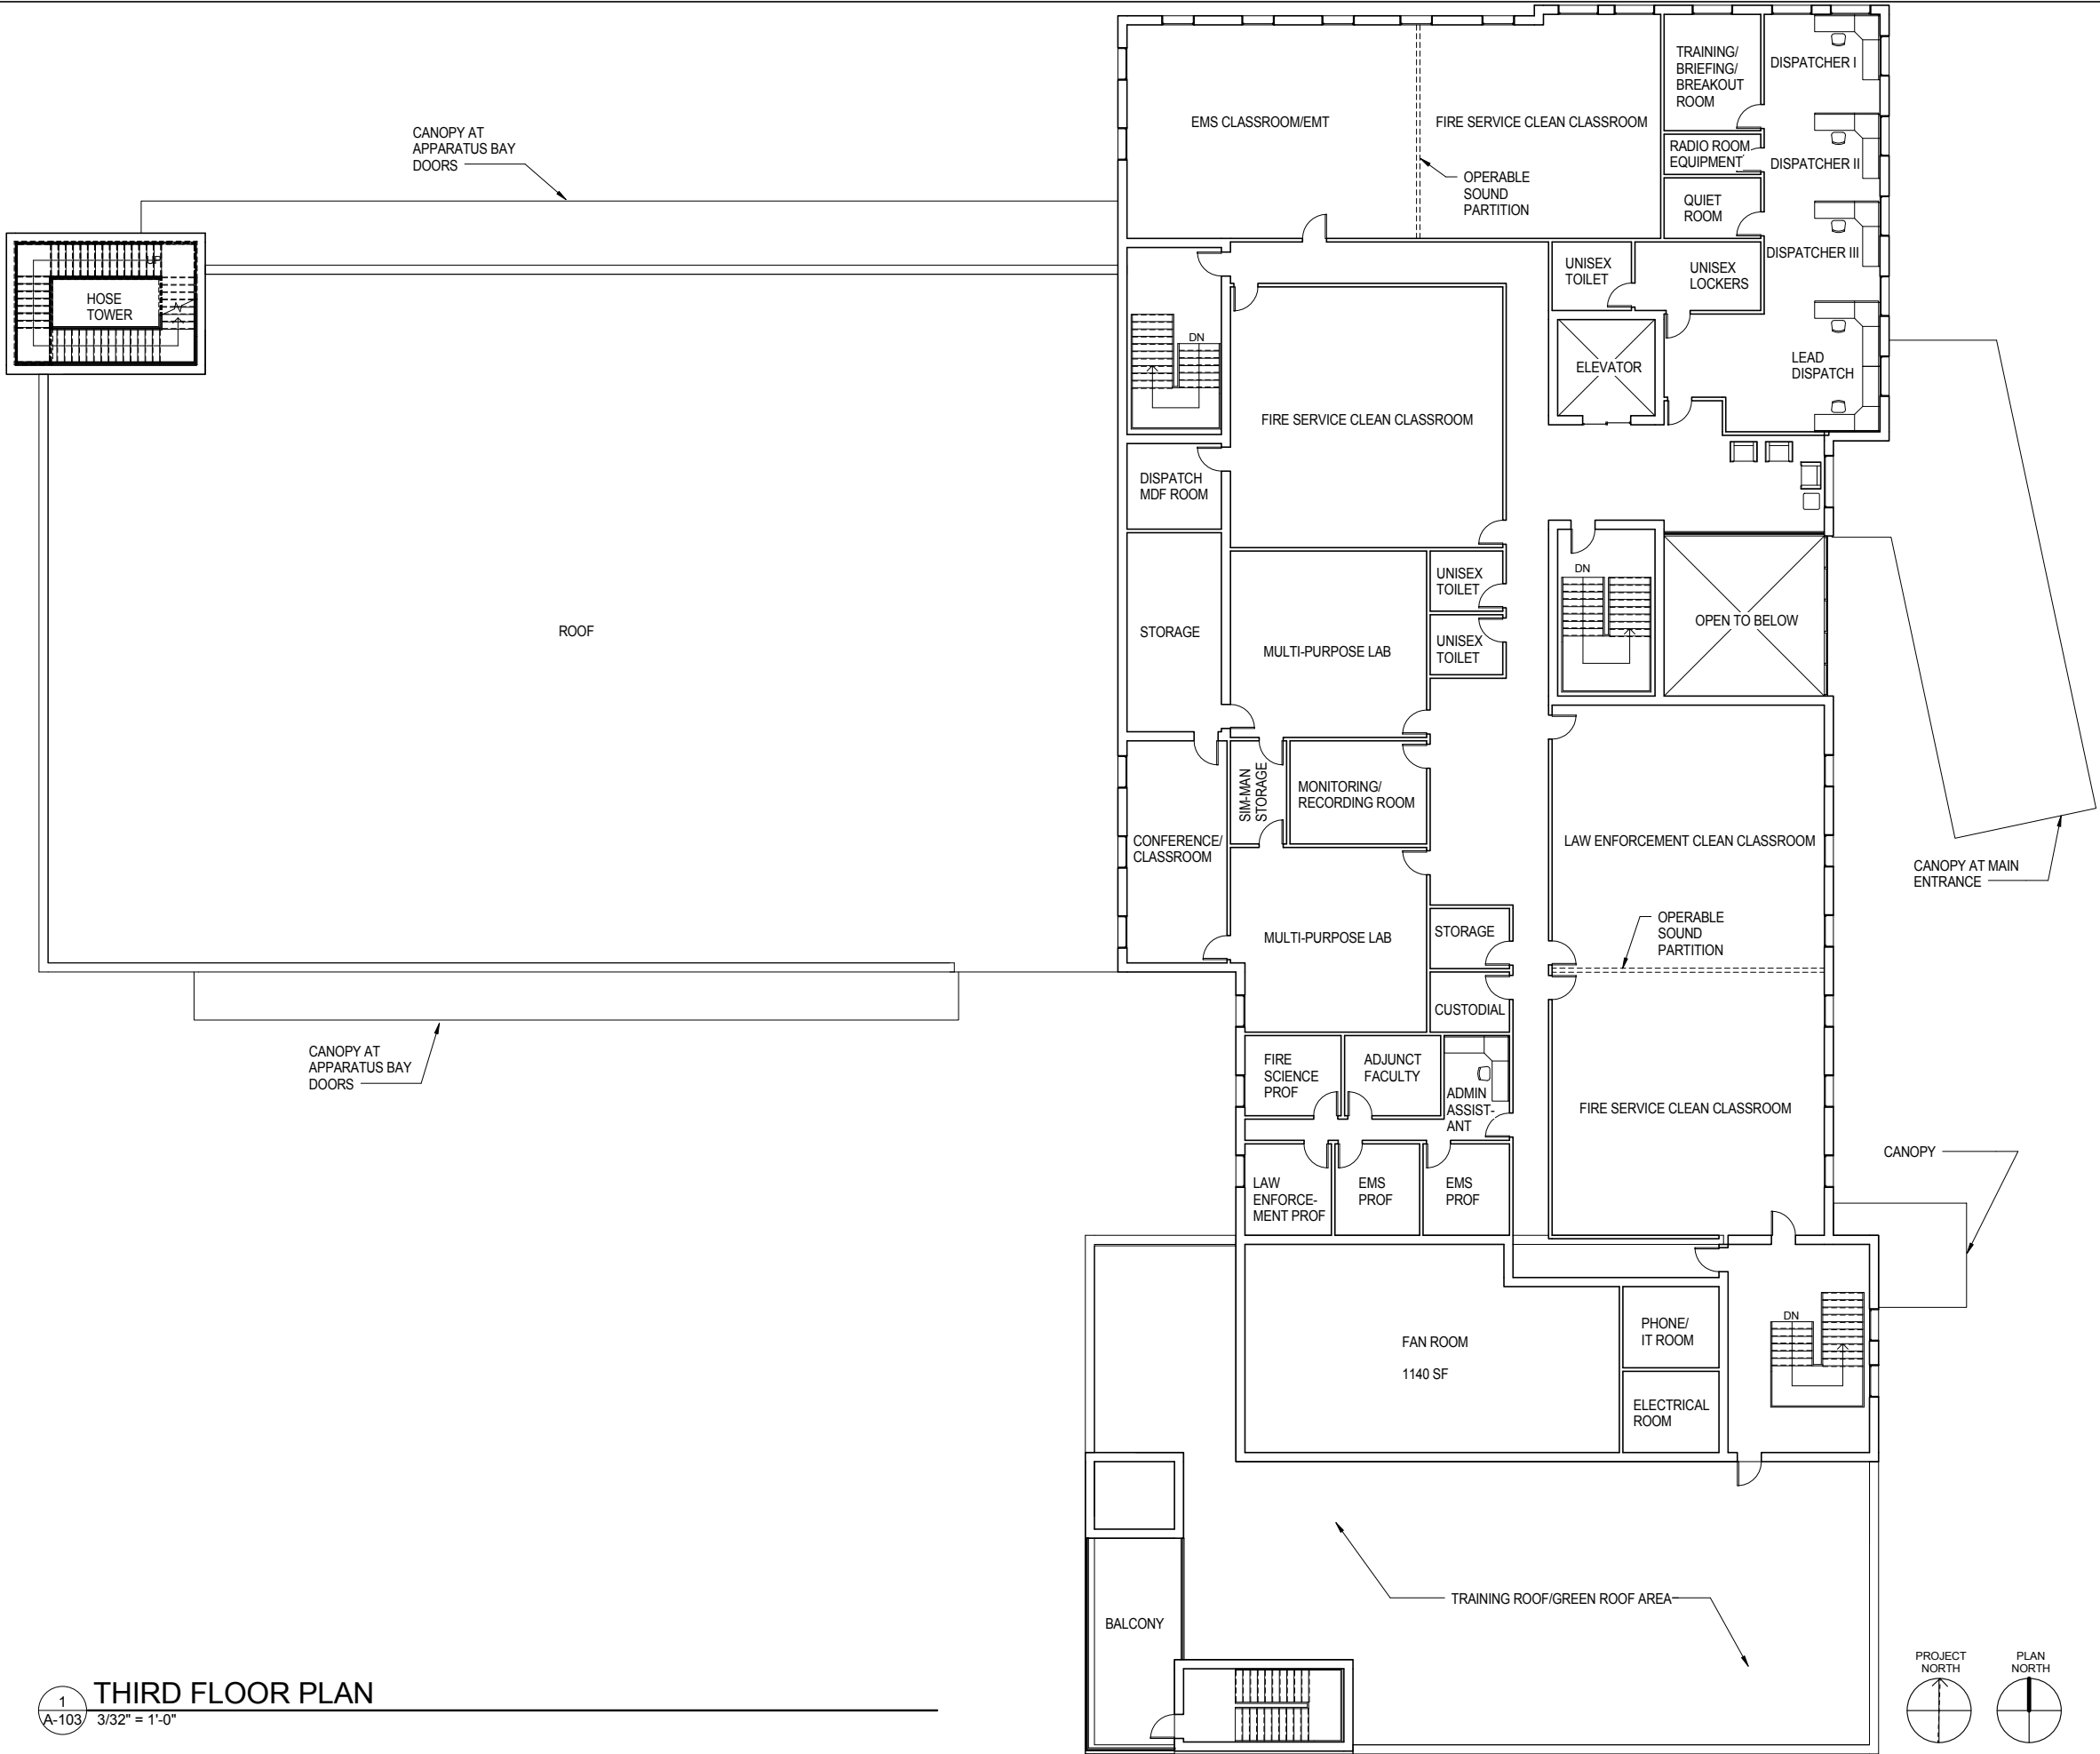 TRAINING/
BRIEFING/
BREAKOUT
ROOM
DISPATCHER I
EMS CLASSROOM/EMT
FIRE SERVICE CLEAN CLASSROOM
CANOPY AT
APPARATUS BAY
DOORS
RADIO ROOM
EQUIPMENT
DISPATCHER II
OPERABLE
SOUND
PARTITION
QUIET
ROOM
DISPATCHER III
UP
HOSE
TOWER
UNISEX
TOILET
UNISEX
LOCKERS
DN
ELEVATOR
LEAD
DISPATCH
FIRE SERVICE CLEAN CLASSROOM
DISPATCH
MDF ROOM
UNISEX
TOILET
DN
ROOF
STORAGE
MULTI-PURPOSE LAB
UNISEX
TOILET
OPEN TO BELOW
SIM-MAN
STORAGE
MONITORING/
RECORDING ROOM
CONFERENCE/
CLASSROOM
LAW ENFORCEMENT CLEAN CLASSROOM
CANOPY AT MAIN
ENTRANCE
MULTI-PURPOSE LAB
STORAGE
OPERABLE
SOUND
PARTITION
CUSTODIAL
CANOPY AT
APPARATUS BAY
DOORS
FIRE
SCIENCE
PROF
ADJUNCT
FACULTY
ADMIN
ASSIST-
ANT
FIRE SERVICE CLEAN CLASSROOM
CANOPY
LAW
ENFORCE-
MENT PROF
EMS
PROF
EMS
PROF
FAN ROOM
1140 SF
PHONE/
IT ROOM
DN
ELECTRICAL
ROOM
TRAINING ROOF/GREEN ROOF AREA
BALCONY
PROJECT
NORTH
PLAN
NORTH
1
A-103
THIRD FLOOR PLAN
3/32" = 1'-0"